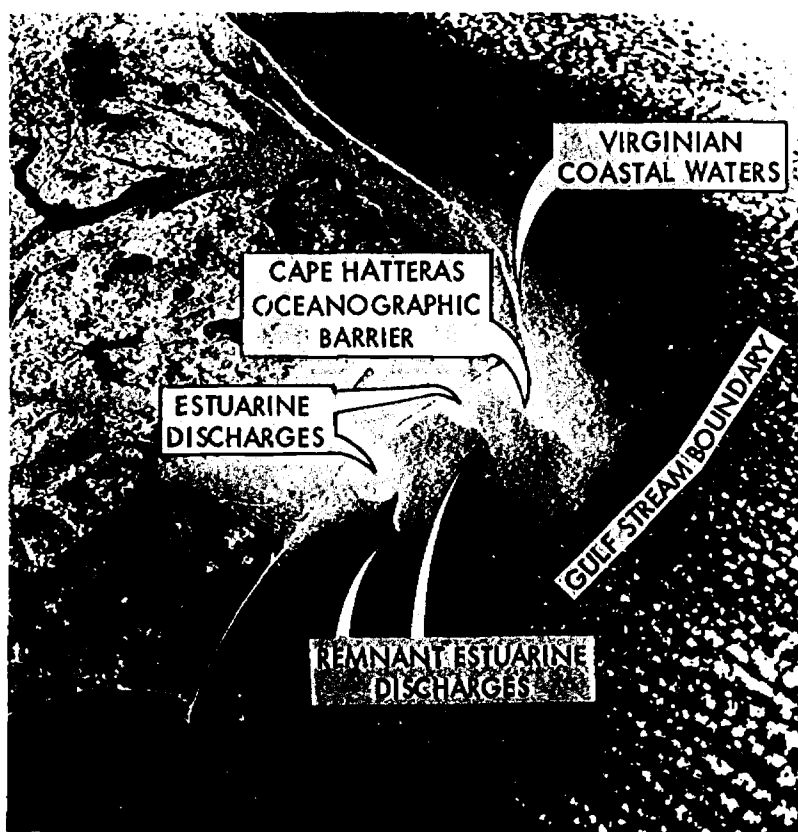 VIRGINIAN
COASTAL WATERS
CAPE HATTERAS
OCEANOGRAPHIC
BARRIER
ESTUARINE
DISCHARGES
GULF STREAM BOUNDARY
REMNANT ESTUARINE
DISCHARGES